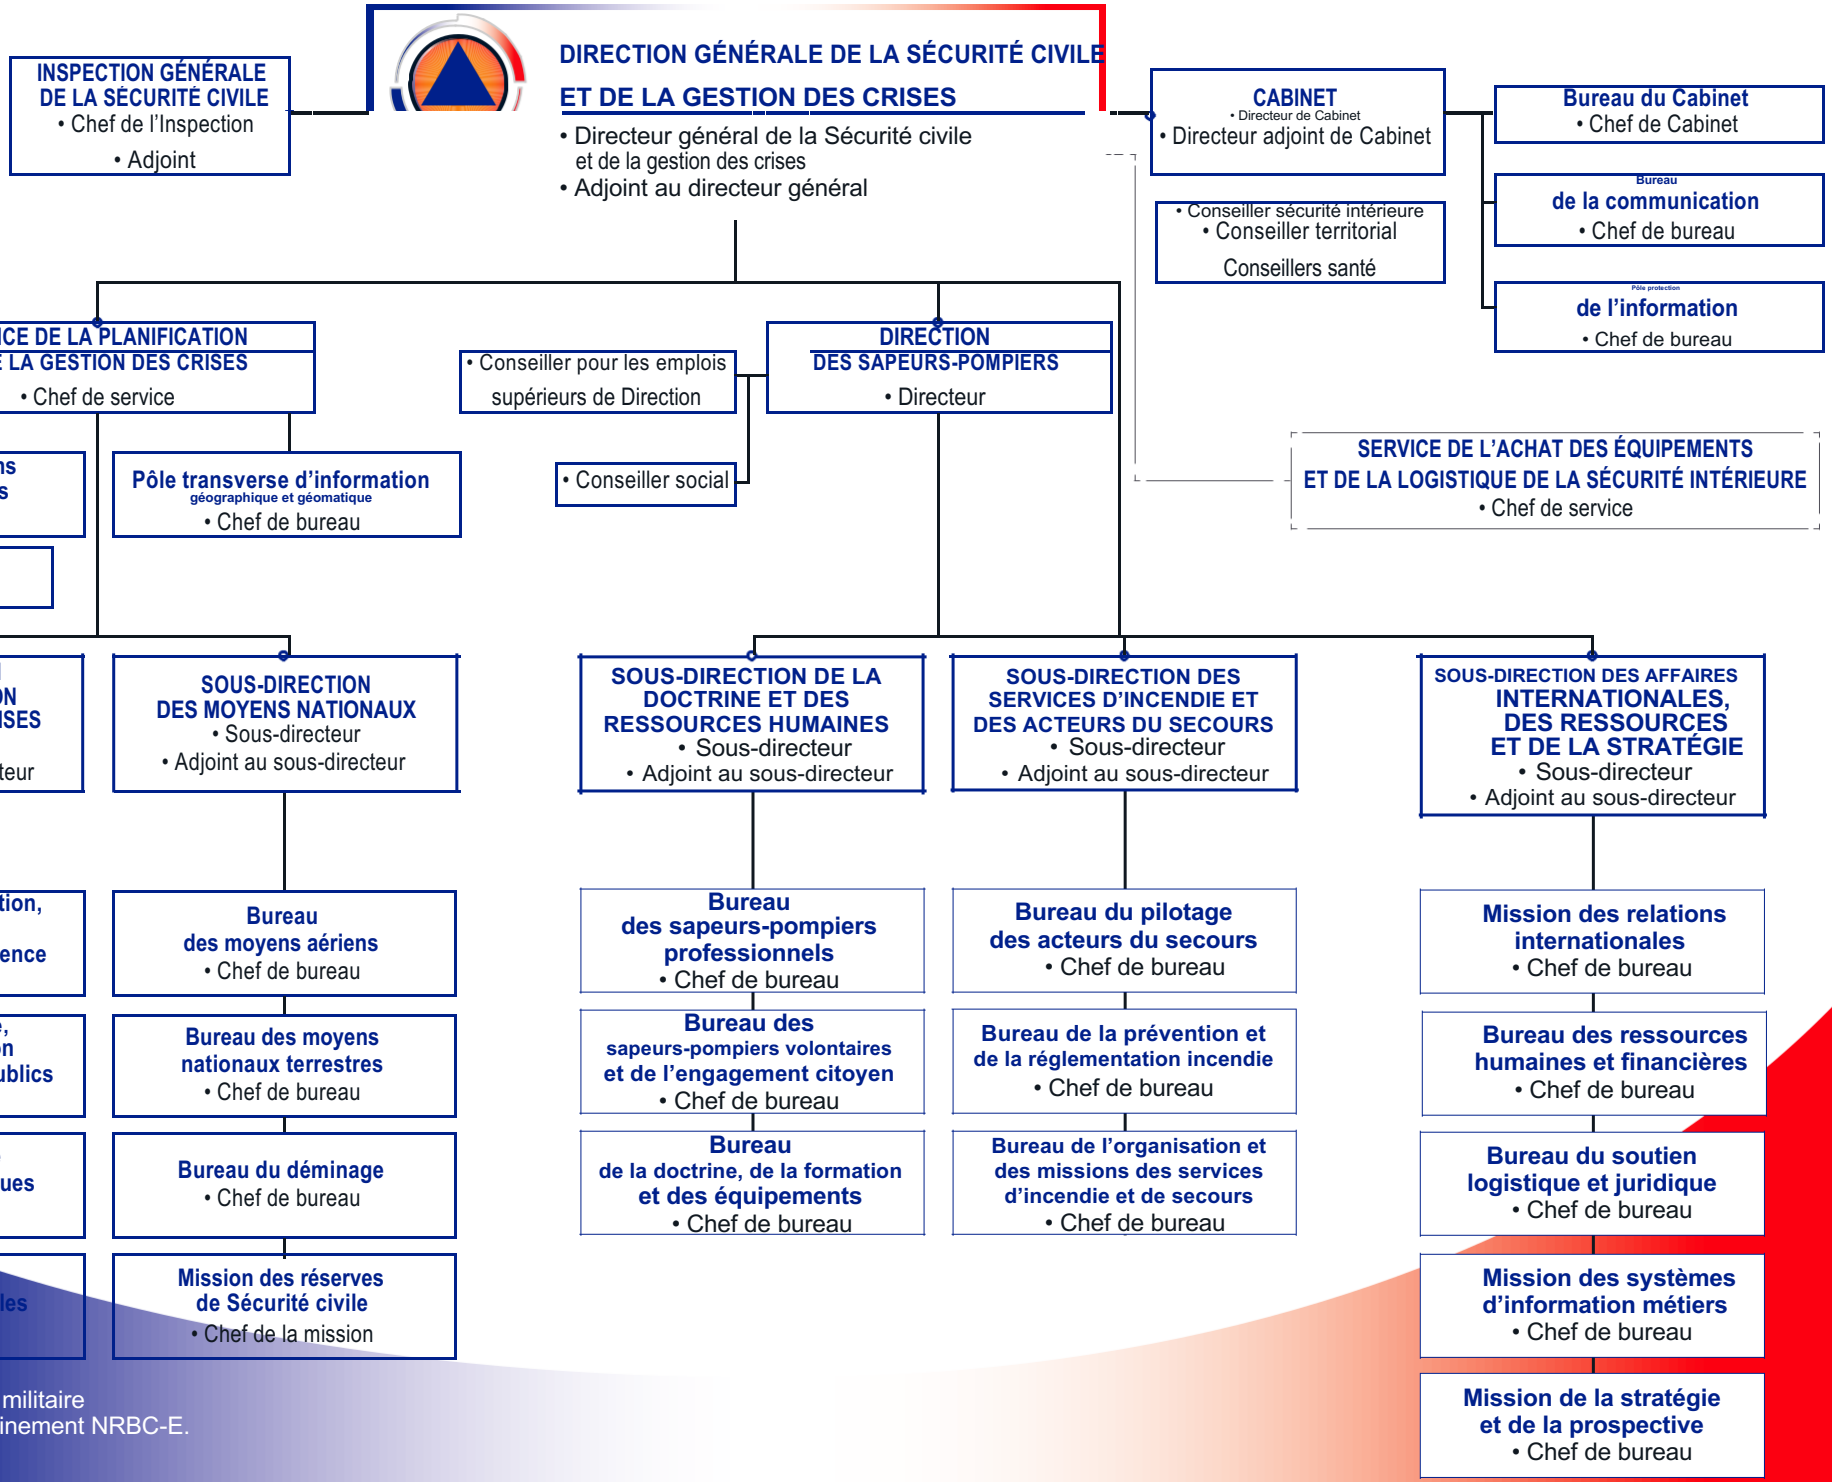 INSPECTION GÉNÉRALE
DE LA SÉCURITÉ CIVILE
• Chef de l'Inspection
• Adjoint
DIRECTION GÉNÉRALE DE LA SÉCURITÉ CIVILE
ET DE LA GESTION DES CRISES
• Directeur général de la Sécurité civile
et de la gestion des crises
• Adjoint au directeur général
CABINET
• Directeur de Cabinet
• Directeur adjoint de Cabinet
• Conseiller sécurité intérieure
• Conseiller territorial
Conseillers santé
Bureau du Cabinet
• Chef de Cabinet
Bureau
de la communication
• Chef de bureau
Pôle protection
de l'information
• Chef de bureau
ICE DE LA PLANIFICATION
E LA GESTION DES CRISES
• Chef de service
• Conseiller pour les emplois
supérieurs de Direction
• Conseiller social
DIRECTION
DES SAPEURS-POMPIERS
• Directeur
SERVICE DE L'ACHAT DES ÉQUIPEMENTS
ET DE LA LOGISTIQUE DE LA SÉCURITÉ INTÉRIEURE
• Chef de service
ns
s
Pôle transverse d'information
géographique et géomatique
• Chef de bureau
ON
ISES
teur
SOUS-DIRECTION
DES MOYENS NATIONAUX
• Sous-directeur
• Adjoint au sous-directeur
SOUS-DIRECTION DE LA
DOCTRINE ET DES
RESSOURCES HUMAINES
• Sous-directeur
• Adjoint au sous-directeur
SOUS-DIRECTION DES
SERVICES D'INCENDIE ET
DES ACTEURS DU SECOURS
• Sous-directeur
• Adjoint au sous-directeur
SOUS-DIRECTION DES AFFAIRES
INTERNATIONALES,
DES RESSOURCES
ET DE LA STRATÉGIE
• Sous-directeur
• Adjoint au sous-directeur
tion,
ence
e,
on
ublics
ues
les
Bureau
des moyens aériens
• Chef de bureau
Bureau des moyens
nationaux terrestres
• Chef de bureau
Bureau du déminage
• Chef de bureau
Mission des réserves
de Sécurité civile
• Chef de la mission
Bureau
des sapeurs-pompiers
professionnels
• Chef de bureau
Bureau des
sapeurs-pompiers volontaires
et de l'engagement citoyen
• Chef de bureau
Bureau
de la doctrine, de la formation
et des équipements
• Chef de bureau
Bureau du pilotage
des acteurs du secours
• Chef de bureau
Bureau de la prévention et
de la réglementation incendie
• Chef de bureau
Bureau de l'organisation et
des missions des services
d'incendie et de secours
• Chef de bureau
Mission des relations
internationales
• Chef de bureau
Bureau des ressources
humaines et financières
• Chef de bureau
Bureau du soutien
logistique et juridique
• Chef de bureau
Mission des systèmes
d'information métiers
• Chef de bureau
Mission de la stratégie
et de la prospective
• Chef de bureau
militaire
inement NRBC-E.